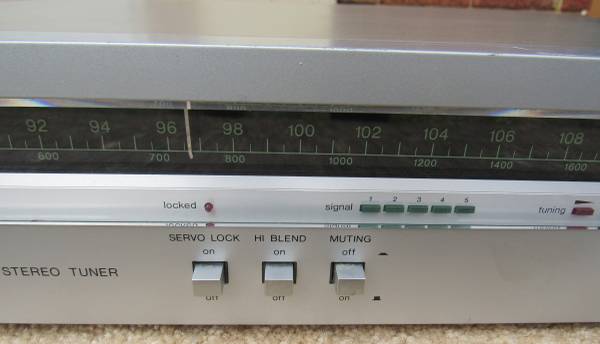 92 94 96 98 100 102 104 106 108
600 700 800 1000 1200 1400 1600
locked signal 1 2 3 4 5 tuning
SERVO LOCK HI BLEND MUTING
on on off
STEREO TUNER
off off on